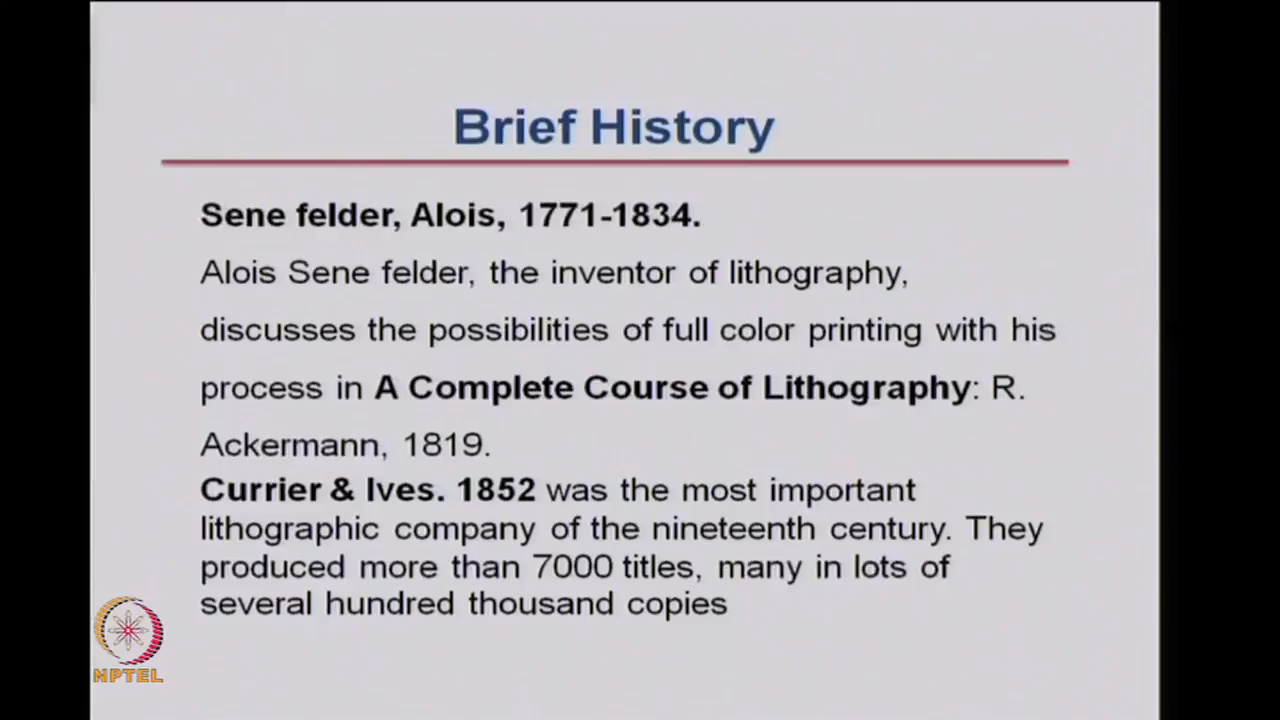 Brief History
Sene felder, Alois, 1771-1834.
Alois Sene felder, the inventor of lithography,
discusses the possibilities of full color printing with his
process in A Complete Course of Lithography: R.
Ackermann, 1819.
Currier & Ives. 1852 was the most important
lithographic company of the nineteenth century. They
produced more than 7000 titles, many in lots of
several hundred thousand copies
NPTEL